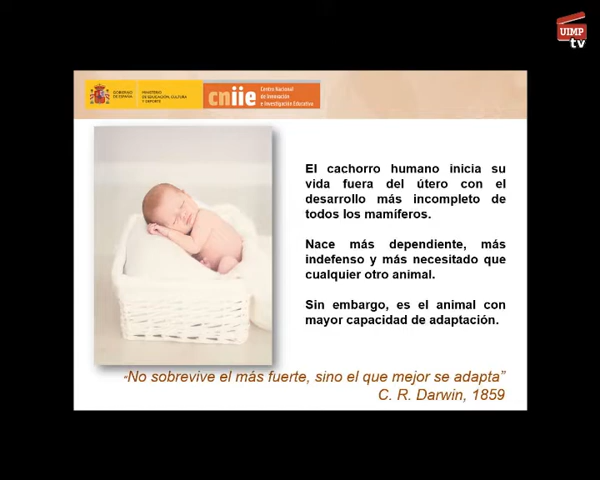 UIMP
tv
GOBIERNO
DE ESPAÑA
MINISTERIO
DE EDUCACIÓN, CULTURA
Y DEPORTE
cniie
Centro Nacional
de Innovación
e Investigación Educativa
El cachorro humano inicia su
vida fuera del útero con el
desarrollo más incompleto de
todos los mamíferos.
Nace más dependiente, más
indefenso y más necesitado que
cualquier otro animal.
Sin embargo, es el animal con
mayor capacidad de adaptación.
“No sobrevive el más fuerte, sino el que mejor se adapta”
C. R. Darwin, 1859